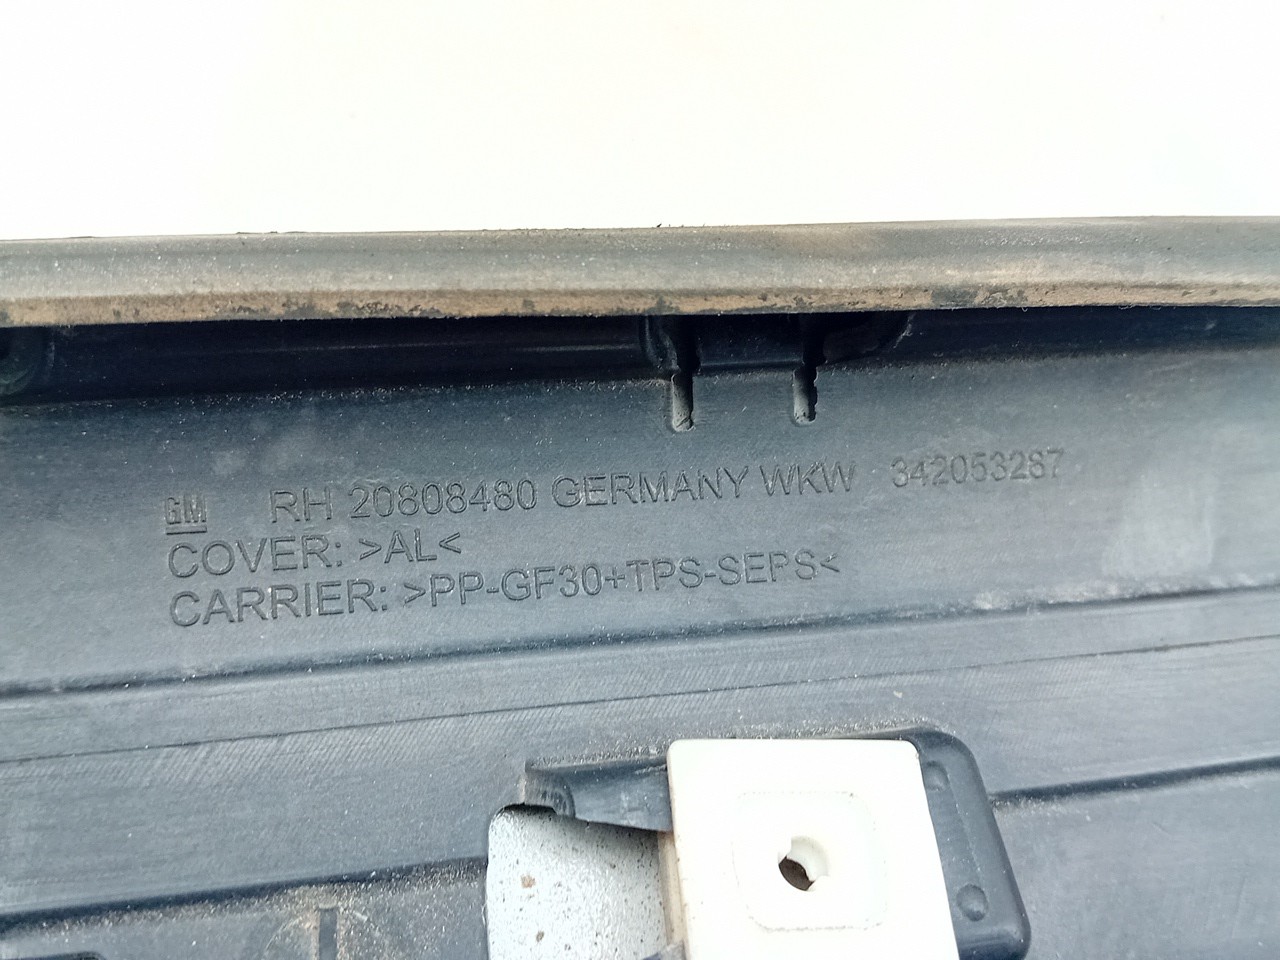 GM RH 20808480 GERMANY WKW 342053287
COVER: >AL<
CARRIER: >PP-GF30+TPS-SEPS<